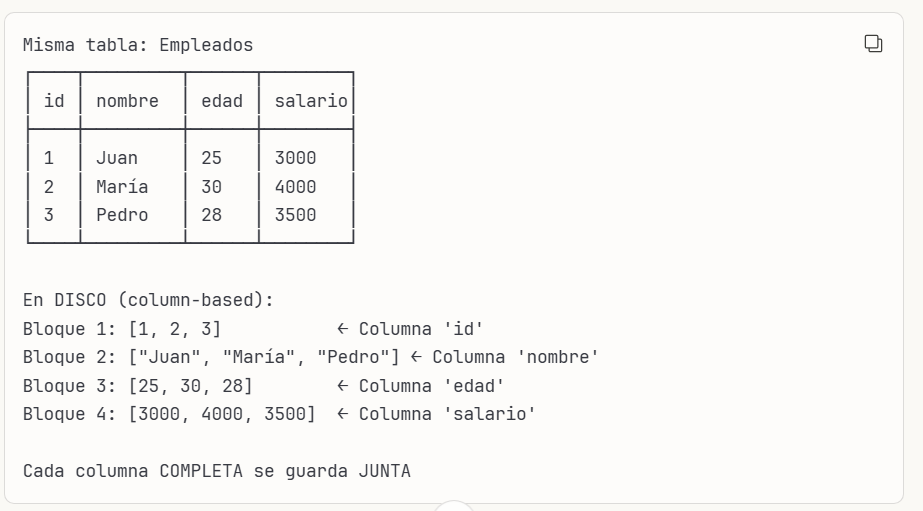 Misma tabla: Empleados
id nombre edad salario
1 Juan 25 3000
2 María 30 4000
3 Pedro 28 3500
En DISCO (column-based):
Bloque 1: [1, 2, 3] ← Columna 'id'
Bloque 2: ["Juan", "María", "Pedro"] ← Columna 'nombre'
Bloque 3: [25, 30, 28] ← Columna 'edad'
Bloque 4: [3000, 4000, 3500] ← Columna 'salario'
Cada columna COMPLETA se guarda JUNTA